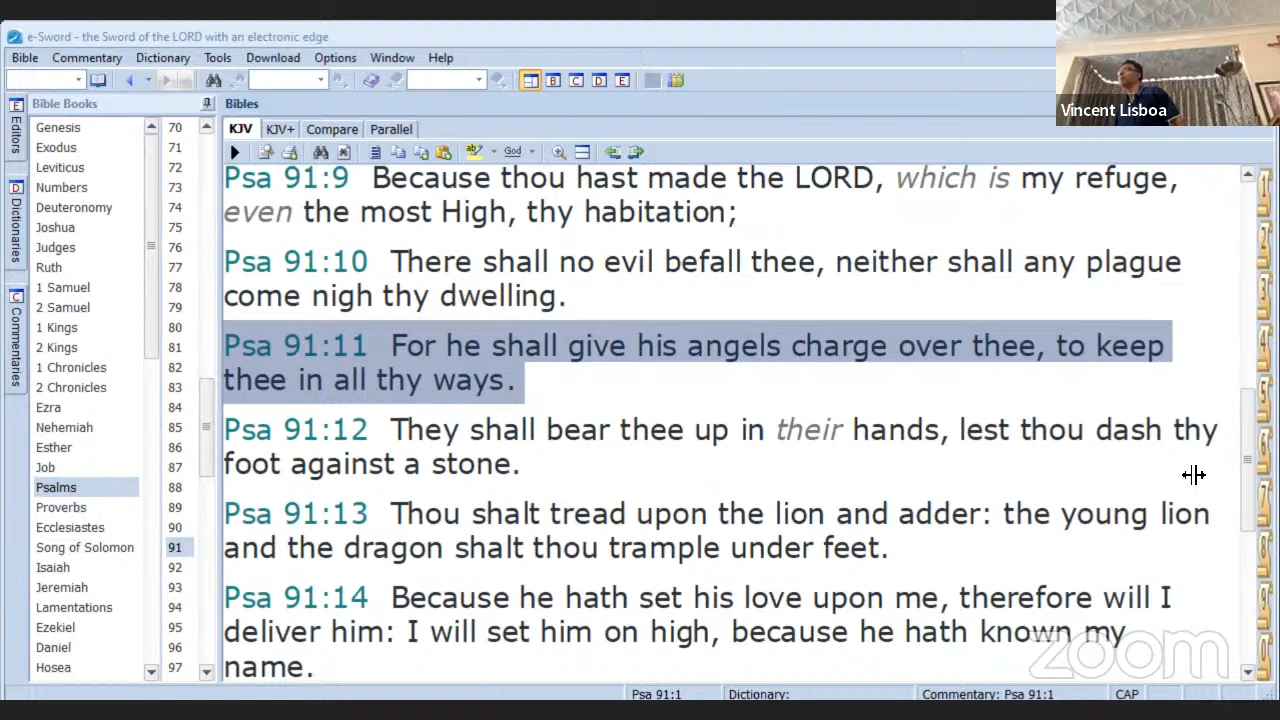 e-Sword - the Sword of the LORD with an electronic edge
Bible Commentary Dictionary Tools Download Options Window Help
B C D E
Vincent Lisboa
E Editors
D Dictionaries
C Commentaries
Bible Books
Genesis
Exodus
Leviticus
Numbers
Deuteronomy
Joshua
Judges
Ruth
1 Samuel
2 Samuel
1 Kings
2 Kings
1 Chronicles
2 Chronicles
Ezra
Nehemiah
Esther
Job
Psalms
Proverbs
Ecclesiastes
Song of Solomon
Isaiah
Jeremiah
Lamentations
Ezekiel
Daniel
Hosea
70
71
72
73
74
75
76
77
78
79
80
81
82
83
84
85
86
87
88
89
90
91
92
93
94
95
96
97
Bibles
KJV KJV+ Compare Parallel
ab God
Psa 91:9 Because thou hast made the LORD, which is my refuge,
even the most High, thy habitation;
Psa 91:10 There shall no evil befall thee, neither shall any plague
come nigh thy dwelling.
Psa 91:11 For he shall give his angels charge over thee, to keep
thee in all thy ways.
Psa 91:12 They shall bear thee up in their hands, lest thou dash thy
foot against a stone.
Psa 91:13 Thou shalt tread upon the lion and adder: the young lion
and the dragon shalt thou trample under feet.
Psa 91:14 Because he hath set his love upon me, therefore will I
deliver him: I will set him on high, because he hath known my
name.
1
2
3
4
5
6
7
8
9
0
zoom
Psa 91:1 Dictionary: Commentary: Psa 91:1 CAP